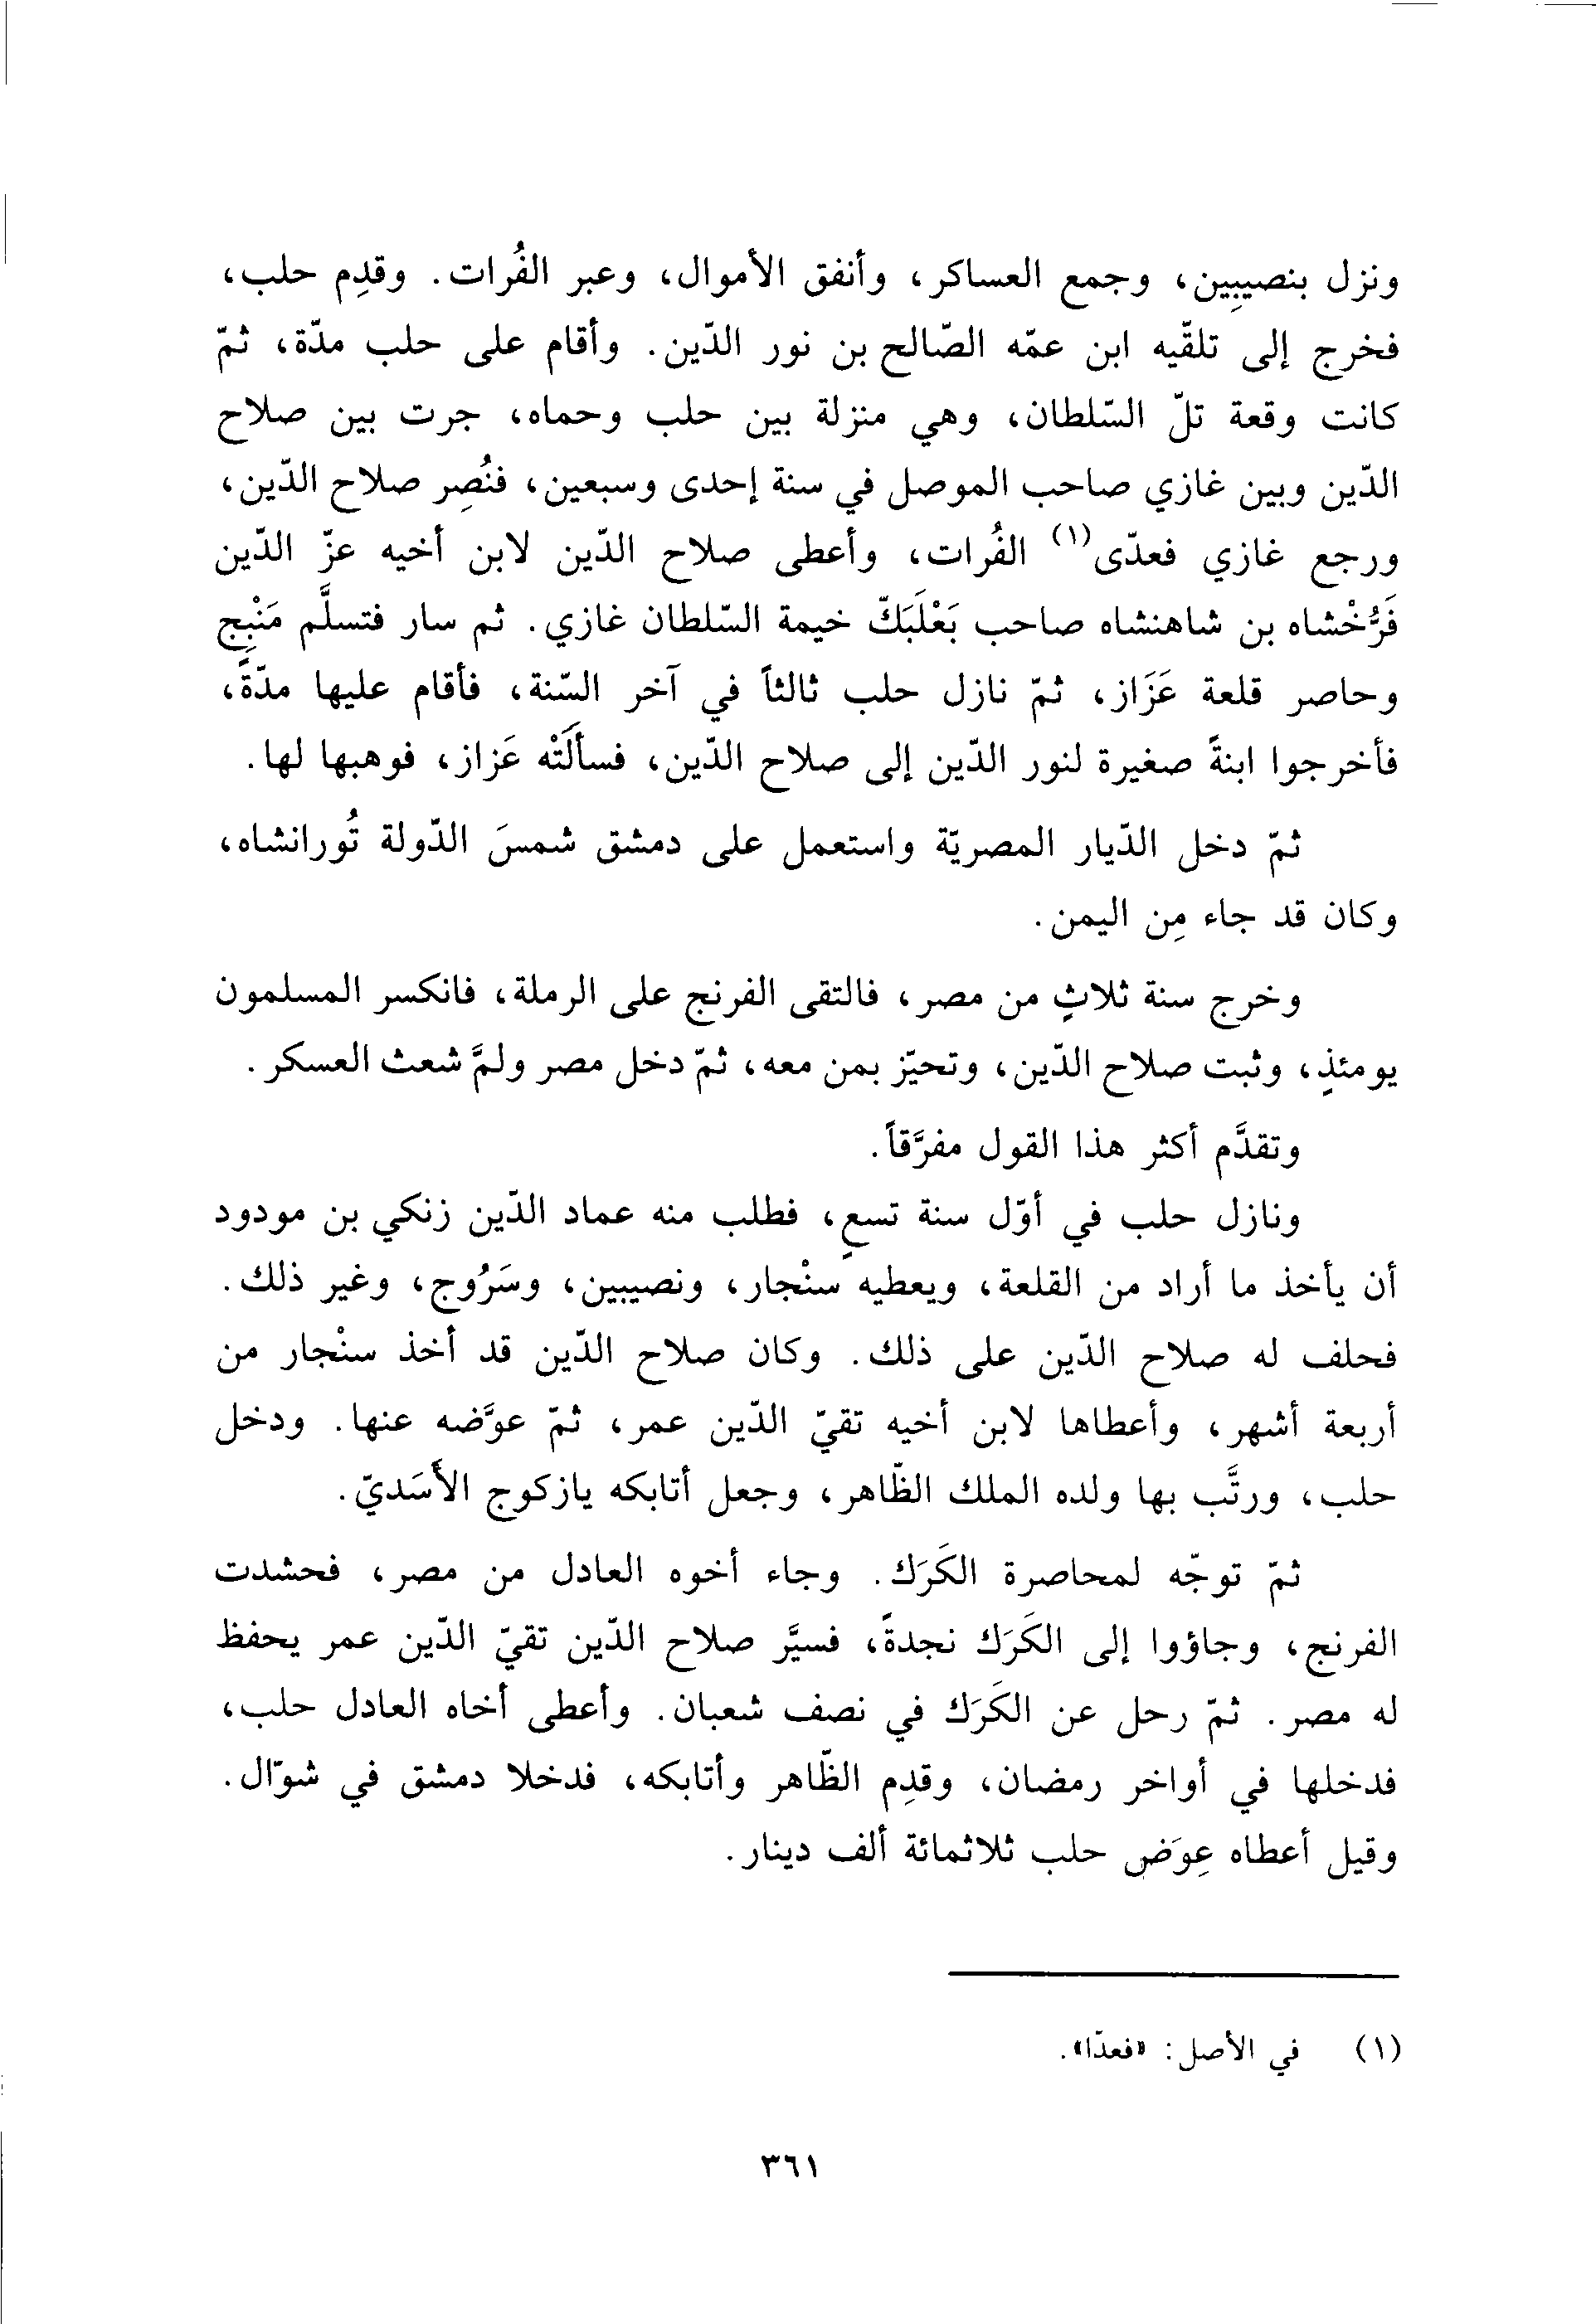 ونزل بنصيبِين، وجمع العساكر، وأنفق الأموال، وعبر الفُرات. وقدِم حلب،
فخرج إلى تلقّيه ابن عمّه الصّالح بن نور الدّين. وأقام على حلب مدّة، ثمّ
كانت وقعة تلّ السّلطان، وهي منزلة بين حلب وحماه، جرت بين صلاح
الدّين وبين غازي صاحب الموصل في سنة إحدى وسبعين، فنُصِر صلاح الدّين،
ورجع غازي فعدّى(١) الفُرات، وأعطى صلاح الدّين لابن أخيه عزّ الدّين
فَرُّخْشاه بن شاهنشاه صاحب بَعْلَبَكّ خيمة السّلطان غازي. ثم سار فتسلَّم مَنْبِج
وحاصر قلعة عَزَاز، ثمّ نازل حلب ثالثاً في آخر السّنة، فأقام عليها مدّةً،
فأخرجوا ابنةً صغيرة لنور الدّين إلى صلاح الدّين، فسألَتْه عَزاز، فوهبها لها.
ثمّ دخل الدّيار المصريّة واستعمل على دمشق شمسَ الدّولة تُورانشاه،
وكان قد جاء مِن اليمن.
وخرج سنة ثلاثٍ من مصر، فالتقى الفرنج على الرملة، فانكسر المسلمون
يومئذٍ، وثبت صلاح الدّين، وتحيّز بمن معه، ثمّ دخل مصر ولمَّ شعث العسكر.
وتقدَّم أكثر هذا القول مفرَّقاً.
ونازل حلب في أوّل سنة تسعٍ، فطلب منه عماد الدّين زنكي بن مودود
أن يأخذ ما أراد من القلعة، ويعطيه سنْجار، ونصيبين، وسَرُوج، وغير ذلك.
فحلف له صلاح الدّين على ذلك. وكان صلاح الدّين قد أخذ سنْجار من
أربعة أشهر، وأعطاها لابن أخيه تقيّ الدّين عمر، ثمّ عوَّضه عنها. ودخل
حلب، ورتَّب بها ولده الملك الظّاهر، وجعل أتابكه يازكوج الأَسَديّ.
ثمّ توجّه لمحاصرة الكَرَك. وجاء أخوه العادل من مصر، فحشدت
الفرنج، وجاؤوا إلى الكَرَك نجدةً، فسيَّر صلاح الدّين تقيّ الدّين عمر يحفظ
له مصر. ثمّ رحل عن الكَرَك في نصف شعبان. وأعطى أخاه العادل حلب،
فدخلها في أواخر رمضان، وقدِم الظّاهر وأتابكه، فدخلا دمشق في شوّال.
وقيل أعطاه عِوَض حلب ثلاثمائة ألف دينار.
(١) في الأصل: «فعدّا».
٣٦١